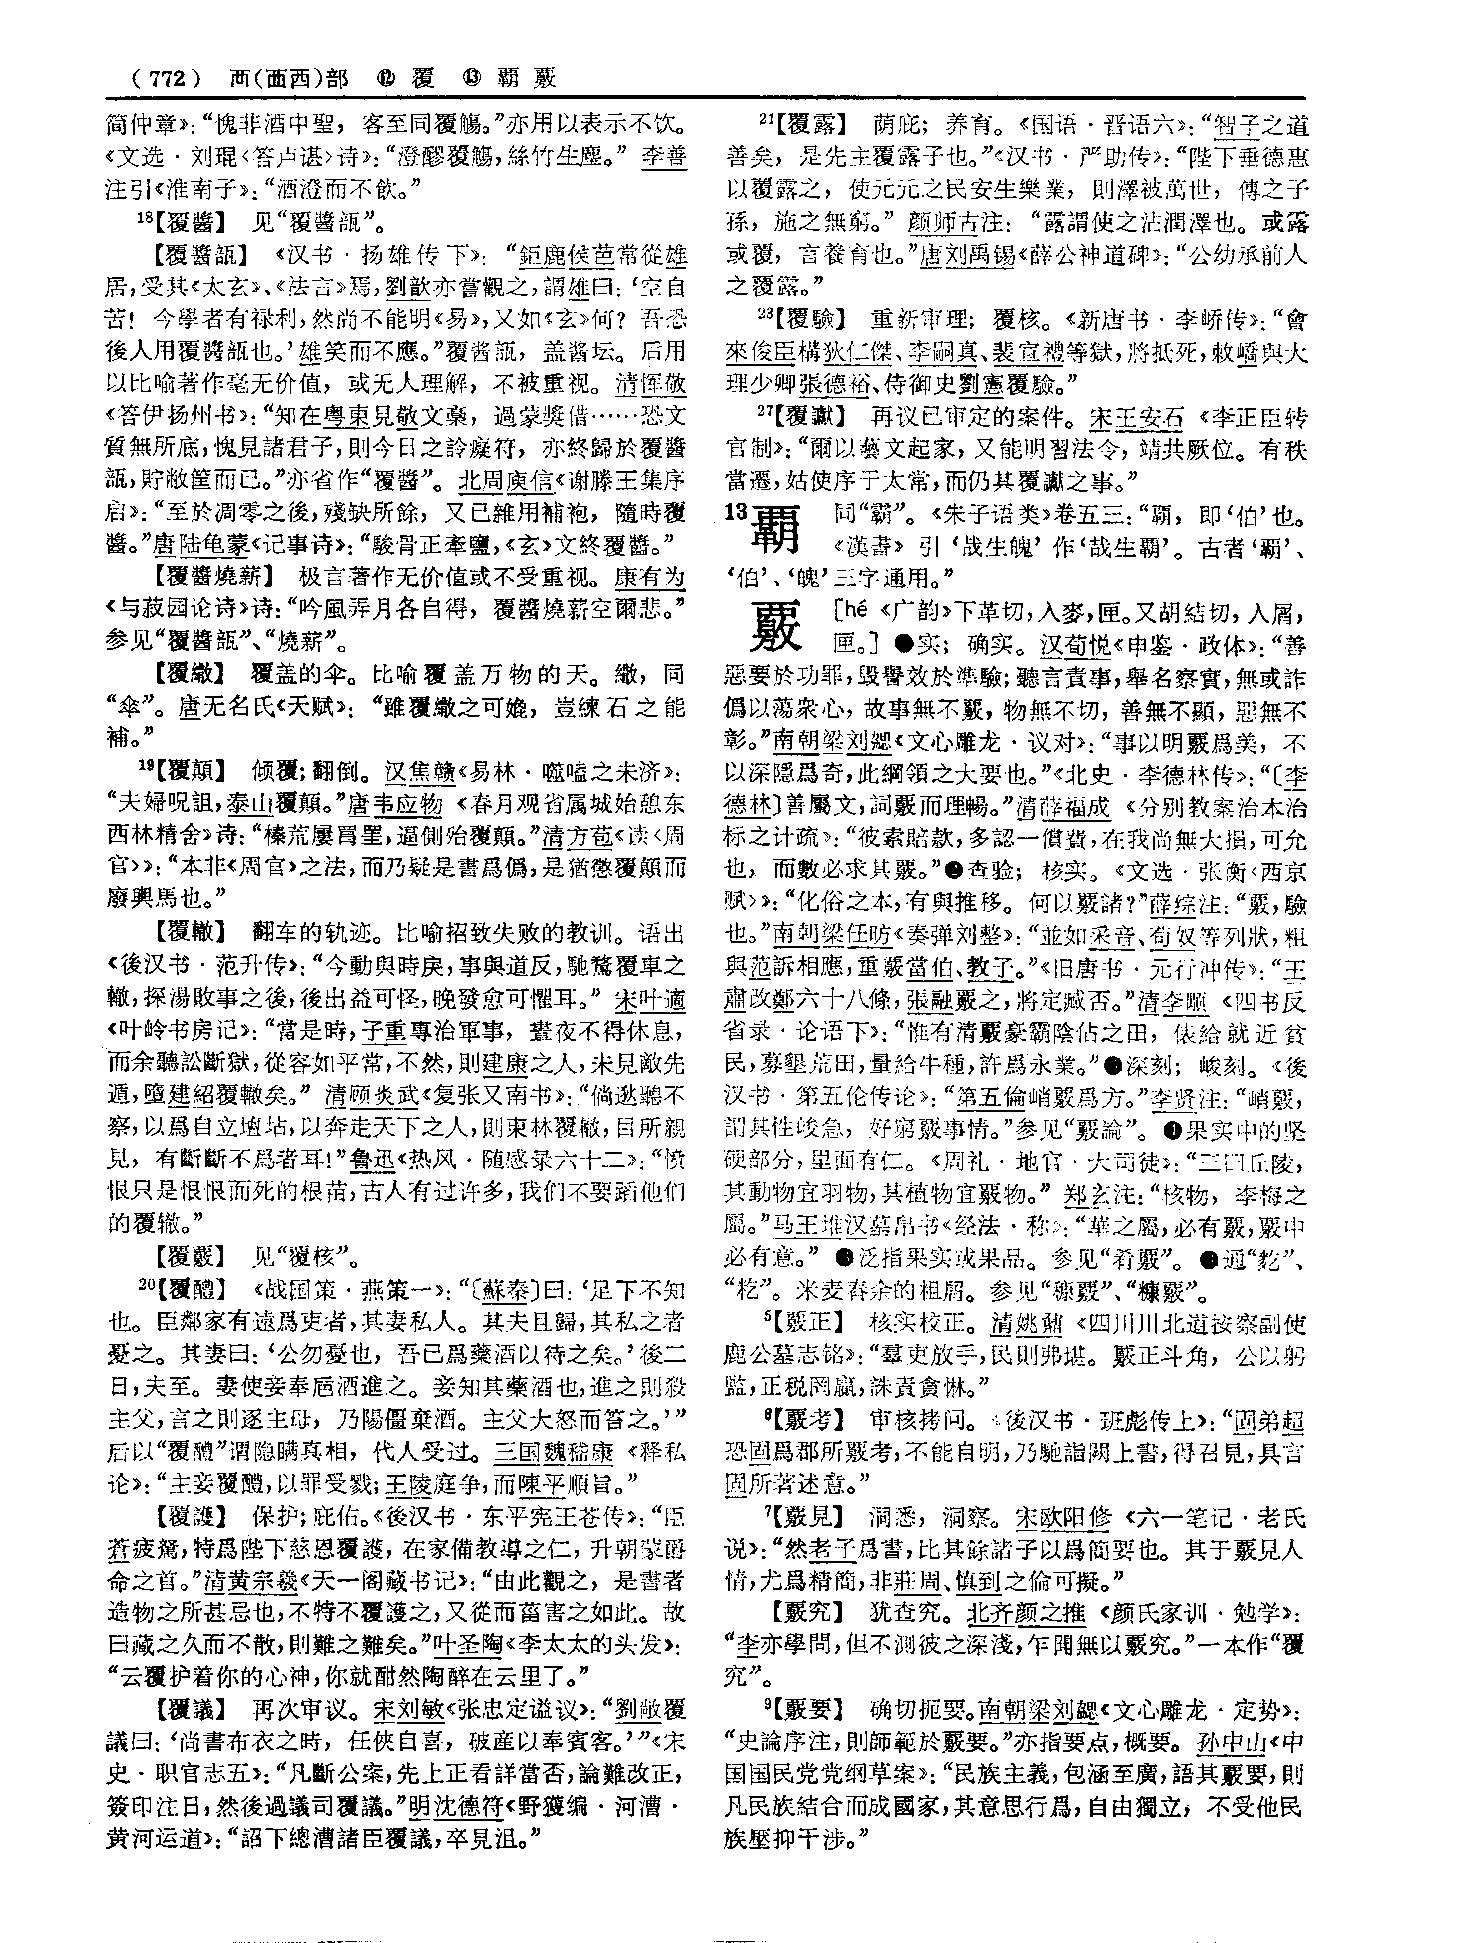 （772） 襾（覀西）部 ⑫ 覆 ⑬ 覇 覈
简仲章》：“愧非酒中聖，客至同覆觴。”亦用以表示不饮。
《文选·刘琨〈答卢谌〉诗》：“澄醪覆觴，絲竹生塵。”李善
注引《淮南子》：“酒澄而不飲。”
18【覆醬】 见“覆醬瓿”。
【覆醬瓿】 《汉书·扬雄传下》：“鉅鹿侯芭常從雄
居，受其《太玄》、《法言》焉，劉歆亦嘗觀之，謂雄曰：‘空自
苦！今學者有禄利，然尚不能明《易》，又如《玄》何？吾恐
後人用覆醬瓿也。’雄笑而不應。”覆酱瓿，盖酱坛。后用
以比喻著作毫无价值，或无人理解，不被重视。清恽敬
《答伊扬州书》：“知在粤東見敬文稾，過蒙獎借……恐文
質無所底，愧見諸君子，則今日之詅癡符，亦終歸於覆醬
瓿，貯敝筐而已。”亦省作“覆醬”。北周庾信《谢滕王集序
启》：“至於凋零之後，殘缺所餘，又已雜用補袍，隨時覆
醬。”唐陆龟蒙《记事诗》：“駿骨正牽鹽，《玄》文終覆醬。”
【覆醬燒薪】 极言著作无价值或不受重视。康有为
《与菽园论诗》诗：“吟風弄月各自得，覆醬燒薪空爾悲。”
参见“覆醬瓿”、“燒薪”。
【覆繖】 覆盖的伞。比喻覆盖万物的天。繖，同
“傘”。唐无名氏《天赋》：“雖覆繖之可媲，豈練石之能
補。”
19【覆顛】 倾覆；翻倒。汉焦赣《易林·噬嗑之未济》：
“夫婦呪詛，泰山覆顛。”唐韦应物《春月观省属城始憩东
西林精舍》诗：“榛荒屢罥罣，逼側殆覆顛。”清方苞《读〈周
官〉》：“本非《周官》之法，而乃疑是書爲僞，是猶懲覆顛而
廢輿馬也。”
【覆轍】 翻车的轨迹。比喻招致失败的教训。语出
《後汉书·范升传》：“今動與時戾，事與道反，馳騖覆車之
轍，探湯敗事之後，後出益可怪，晚發愈可懼耳。”宋叶適
《叶岭书房记》：“當是時，子重專治軍事，晝夜不得休息，
而余聽訟斷獄，從容如平常，不然，則建康之人，未見敵先
遁，隨建紹覆轍矣。”清顾炎武《复张又南书》：“倘逖聽不
察，以爲自立壇坫，以奔走天下之人，則東林覆轍，目所親
見，有斷斷不爲者耳！”鲁迅《热风·随感录六十二》：“愤
恨只是恨恨而死的根苗，古人有过许多，我们不要蹈他们
的覆辙。”
【覆覈】 见“覆核”。
20【覆醴】 《战国策·燕策一》：“〔蘇秦〕曰：‘足下不知
也。臣鄰家有遠爲吏者，其妻私人。其夫且歸，其私之者
憂之。其妻曰：‘公勿憂也，吾已爲藥酒以待之矣。’後二
日，夫至。妻使妾奉巵酒進之。妾知其藥酒也，進之則殺
主父，言之則逐主母，乃陽僵棄酒。主父大怒而笞之。’”
后以“覆醴”谓隐瞒真相，代人受过。三国魏嵇康《释私
论》：“主妾覆醴，以罪受戮；王陵庭争，而陳平順旨。”
【覆護】 保护；庇佑。《後汉书·东平宪王苍传》：“臣
蒼疲駑，特爲陛下慈恩覆護，在家備教導之仁，升朝蒙爵
命之首。”清黄宗羲《天一阁藏书记》：“由此觀之，是書者
造物之所甚忌也，不特不覆護之，又從而菑害之如此。故
曰藏之久而不散，則難之難矣。”叶圣陶《李太太的头发》：
“云覆护着你的心神，你就酣然陶醉在云里了。”
【覆議】 再次审议。宋刘敏《张忠定谥议》：“劉敞覆
議曰：‘尚書布衣之時，任俠自喜，破産以奉賓客。’”《宋
史·职官志五》：“凡斷公案，先上正看詳當否，論難改正，
簽印注日，然後過議司覆議。”明沈德符《野獲编·河漕·
黄河运道》：“詔下總漕諸臣覆議，卒見沮。”
21【覆露】 荫庇；养育。《国语·晋语六》：“智子之道
善矣，是先主覆露子也。”《汉书·严助传》：“陛下垂德惠
以覆露之，使元元之民安生樂業，則澤被萬世，傳之子
孫，施之無窮。”颜师古注：“露謂使之沾潤澤也。或露
或覆，言養育也。”唐刘禹锡《薛公神道碑》：“公幼承前人
之覆露。”
23【覆驗】 重新审理；覆核。《新唐书·李峤传》：“會
來俊臣構狄仁傑、李嗣真、裴宣禮等獄，將抵死，敕嶠與大
理少卿張德裕、侍御史劉憲覆驗。”
27【覆讞】 再议已审定的案件。宋王安石《李正臣转
官制》：“爾以藝文起家，又能明習法令，靖共厥位。有秩
當遷，姑使序于太常，而仍其覆讞之事。”
13覇 同“霸”。《朱子语类》卷五三：“覇，即‘伯’也。
《漢書》引‘哉生魄’作‘哉生覇’。古者‘覇’、
‘伯’、‘魄’三字通用。”
覈 ［hé《广韵》下革切，入麥，匣。又胡結切，入屑，
匣。］❶实；确实。汉荀悦《申鉴·政体》：“善
惡要於功罪，毁譽效於準驗；聽言責事，舉名察實，無或詐
僞以蕩衆心，故事無不覈，物無不切，善無不顯，惡無不
彰。”南朝梁刘勰《文心雕龙·议对》：“事以明覈爲美，不
以深隱爲奇，此綱領之大要也。”《北史·李德林传》：“〔李
德林〕善屬文，詞覈而理暢。”清薛福成《分别教案治本治
标之计疏》：“彼索賠款，多認一償費，在我尚無大損，可允
也，而數必求其覈。”❷查验；核实。《文选·张衡〈西京
赋〉》：“化俗之本，有與推移。何以覈諸？”薛综注：“覈，驗
也。”南朝梁任昉《奏弹刘整》：“並如采音、苟奴等列狀，粗
與范訴相應，重覈當伯、教子。”《旧唐书·元行冲传》：“王
肅改鄭六十八條，張融覈之，將定臧否。”清李颙《四书反
省录·论语下》：“惟有清覈豪霸陰佔之田，俵給就近貧
民，募墾荒田，量給牛種，許爲永業。”❸深刻；峻刻。《後
汉书·第五伦传论》：“第五倫峭覈爲方。”李贤注：“峭覈，
謂其性峻急，好窮覈事情。”参见“覈論”。❹果实中的坚
硬部分，里面有仁。《周礼·地官·大司徒》：“三曰丘陵，
其動物宜羽物，其植物宜覈物。”郑玄注：“核物，李梅之
屬。”马王堆汉墓帛书《经法·称》：“華之屬，必有覈，覈中
必有意。”❺泛指果实或果品。参见“肴覈”。❻通“籺”、
“粎”。米麦舂余的粗屑。参见“穅覈”、“糠覈”。
5【覈正】 核实校正。清姚鼐《四川川北道按察副使
鹿公墓志铭》：“羣吏放手，民則弗堪。覈正斗角，公以躬
監，正税罔羸，誅責貪惏。”
6【覈考】 审核拷问。《後汉书·班彪传上》：“固弟超
恐固爲郡所覈考，不能自明，乃馳詣闕上書，得召見，具言
固所著述意。”
7【覈見】 洞悉，洞察。宋欧阳修《六一笔记·老氏
说》：“然老子爲書，比其餘諸子以爲簡要也。其于覈見人
情，尤爲精簡，非莊周、慎到之倫可擬。”
【覈究】 犹查究。北齐颜之推《颜氏家训·勉学》：
“李亦學問，但不測彼之深淺，乍聞無以覈究。”一本作“覆
究”。
9【覈要】 确切扼要。南朝梁刘勰《文心雕龙·定势》：
“史論序注，則師範於覈要。”亦指要点，概要。孙中山《中
国国民党党纲草案》：“民族主義，包涵至廣，語其覈要，則
凡民族結合而成國家，其意思行爲，自由獨立，不受他民
族壓抑干涉。”